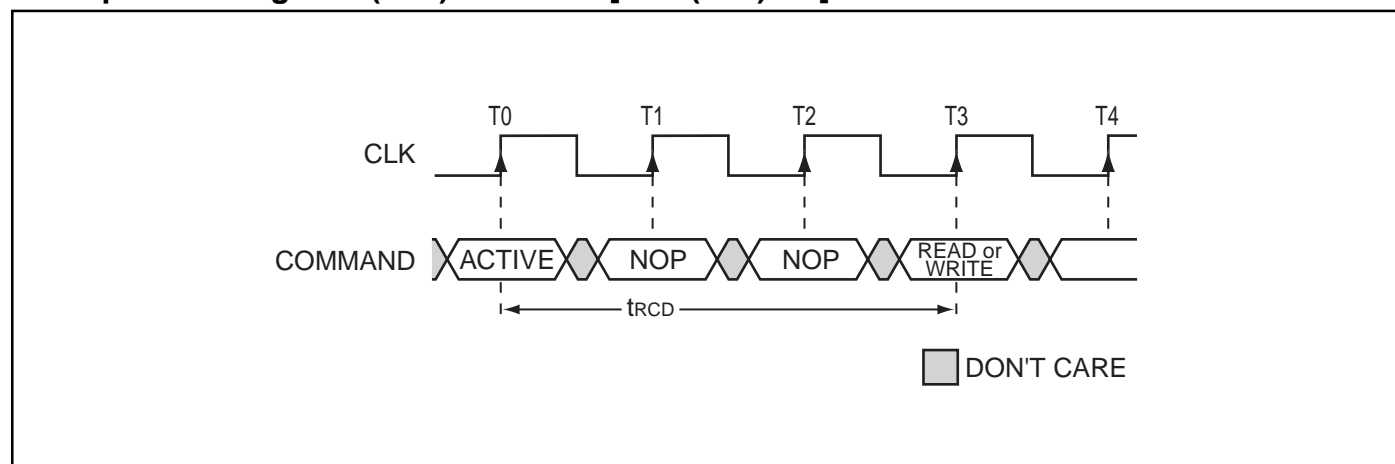 T0 T1 T2 T3 T4
CLK
COMMAND ACTIVE NOP NOP READ or
WRITE
tRCD
DON'T CARE